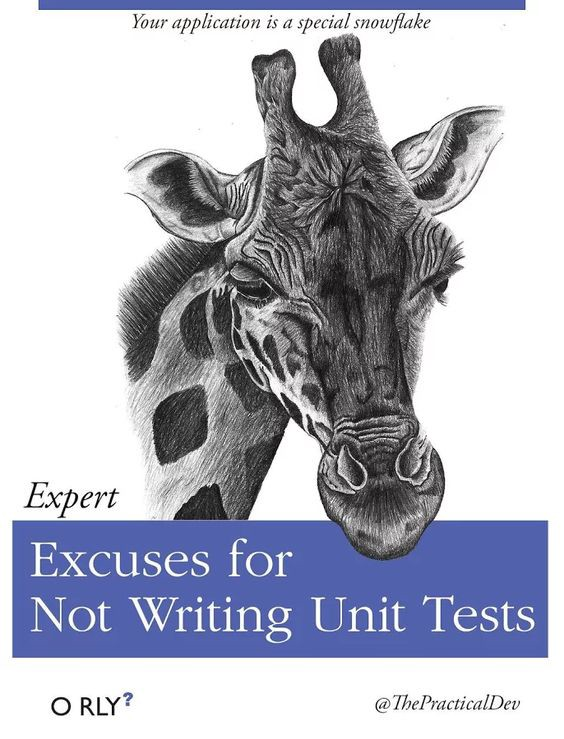 Your application is a special snowflake
Expert
Excuses for
Not Writing Unit Tests
O RLY?
@ThePracticalDev